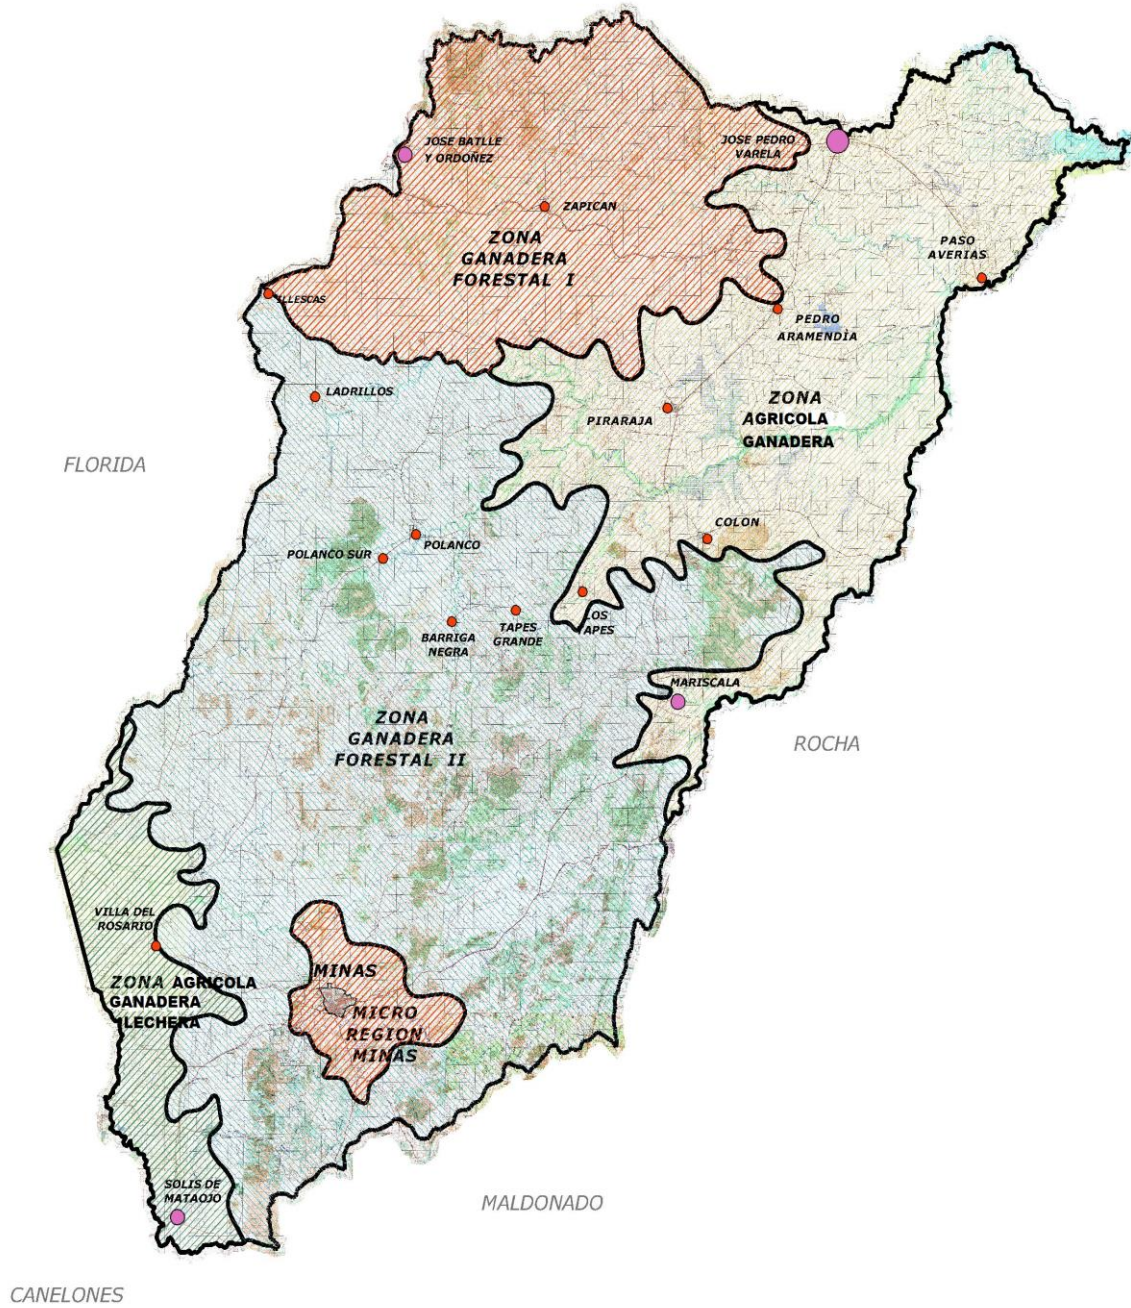 JOSE BATLLE
Y ORDOÑEZ
JOSE PEDRO
VARELA
ZAPICAN
ZONA
GANADERA
FORESTAL I
PASO
AVERIAS
ILLESCAS
PEDRO
ARAMENDÌA
LADRILLOS
ZONA
AGRICOLA
GANADERA
PIRARAJA
FLORIDA
COLON
POLANCO
POLANCO SUR
LOS
TAPES
TAPES
GRANDE
BARRIGA
NEGRA
MARISCALA
ZONA
GANADERA
FORESTAL II
ROCHA
VILLA DEL
ROSARIO
ZONA AGRICOLA
GANADERA
LECHERA
MINAS
MICRO
REGION
MINAS
SOLIS DE
MATAOJO
MALDONADO
CANELONES